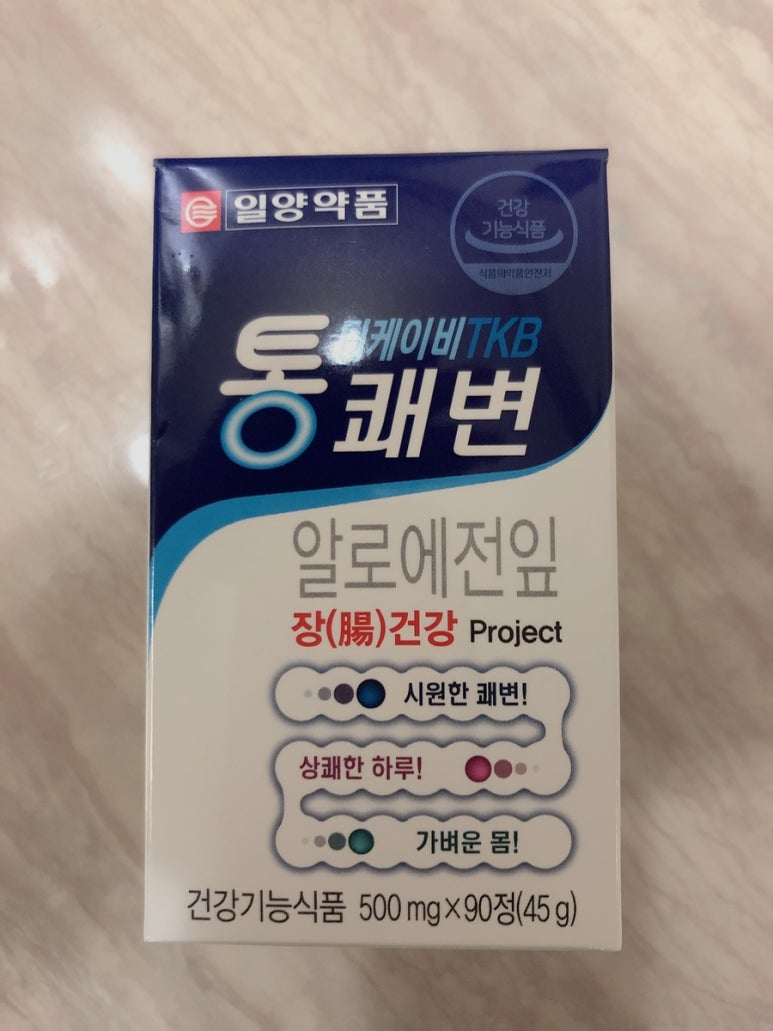 일양약품
건강
기능식품
식품의약품안전처
티케이비TKB
통쾌변
알로에전잎
장(腸)건강 Project
시원한 쾌변!
상쾌한 하루!
가벼운 몸!
건강기능식품 500 mg×90정(45 g)